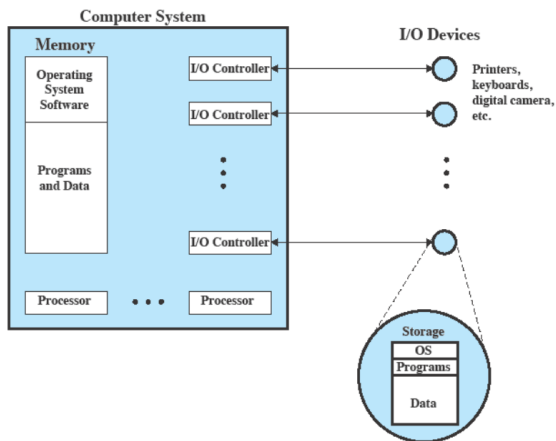 Computer System
I/O Devices
Memory
Operating
System
Software
Programs
and Data
I/O Controller
I/O Controller
I/O Controller
Processor
Processor
Printers,
keyboards,
digital camera,
etc.
Storage
OS
Programs
Data